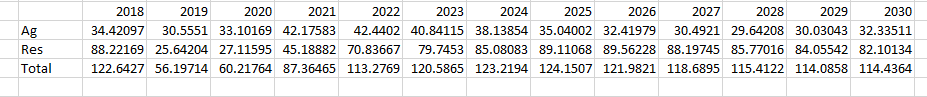 2018 2019 2020 2021 2022 2023 2024 2025 2026 2027 2028 2029 2030
Ag 34.42097 30.5551 33.10169 42.17583 42.4402 40.84115 38.13854 35.04002 32.41979 30.4921 29.64208 30.03043 32.33511
Res 88.22169 25.64204 27.11595 45.18882 70.83667 79.7453 85.08083 89.11068 89.56228 88.19745 85.77016 84.05542 82.10134
Total 122.6427 56.19714 60.21764 87.36465 113.2769 120.5865 123.2194 124.1507 121.9821 118.6895 115.4122 114.0858 114.4364